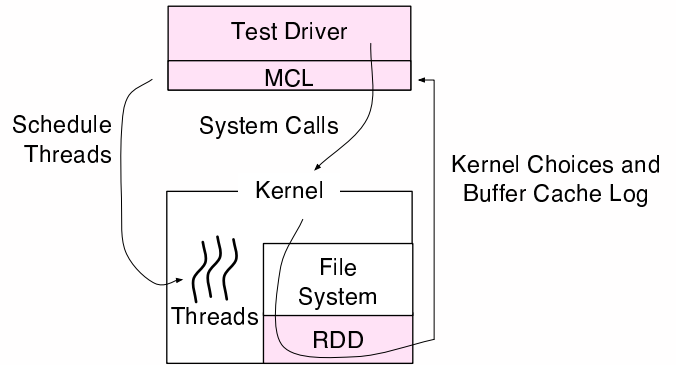 Test Driver
MCL
Schedule
Threads
System Calls
Kernel Choices and
Buffer Cache Log
Kernel
File
System
Threads
RDD